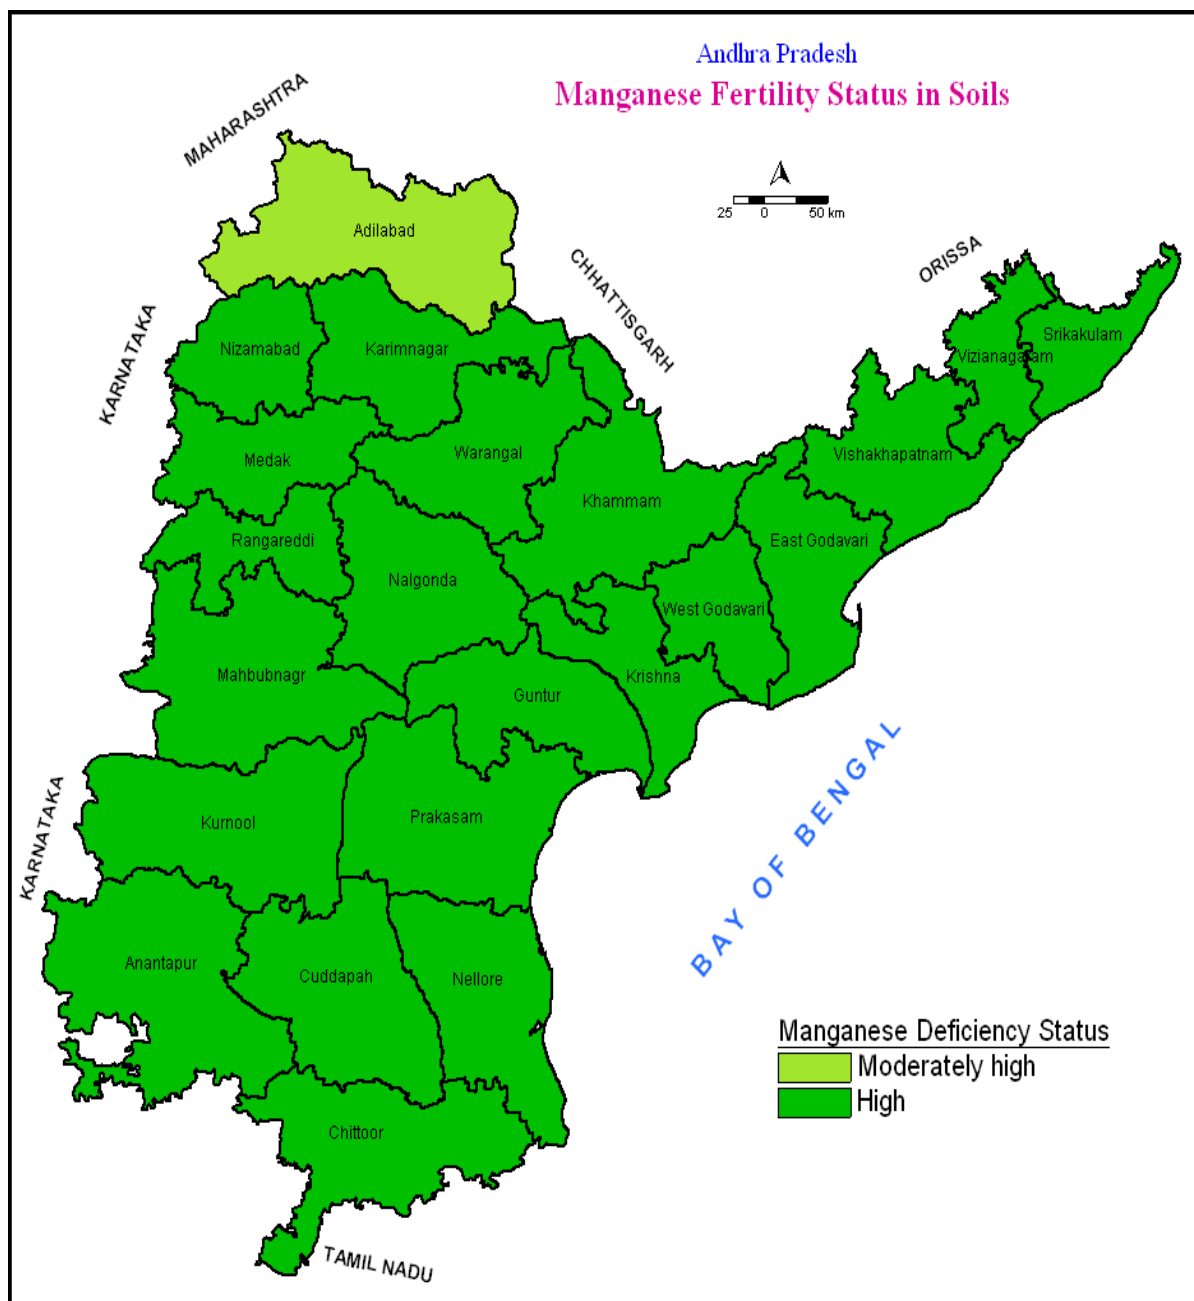 Andhra Pradesh
Manganese Fertility Status in Soils
MAHARASHTRA
25 0 50 km
Adilabad
CHHATTISGARH
ORISSA
KARNATAKA
Nizamabad
Karimnagar
Srikakulam
Vizianagaram
Medak
Warangal
Vishakhapatnam
Khammam
Rangareddi
East Godavari
Nalgonda
West Godavari
Mahbubnagr
Krishna
Guntur
BAY OF BENGAL
KARNATAKA
Kurnool
Prakasam
Anantapur
Cuddapah
Nellore
Manganese Deficiency Status
Moderately high
High
Chittoor
TAMIL NADU